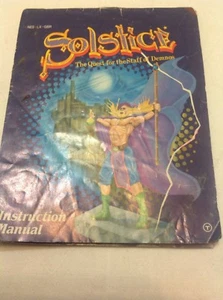 Solstice
The Quest for the Staff of Demnos
Instruction
Manual